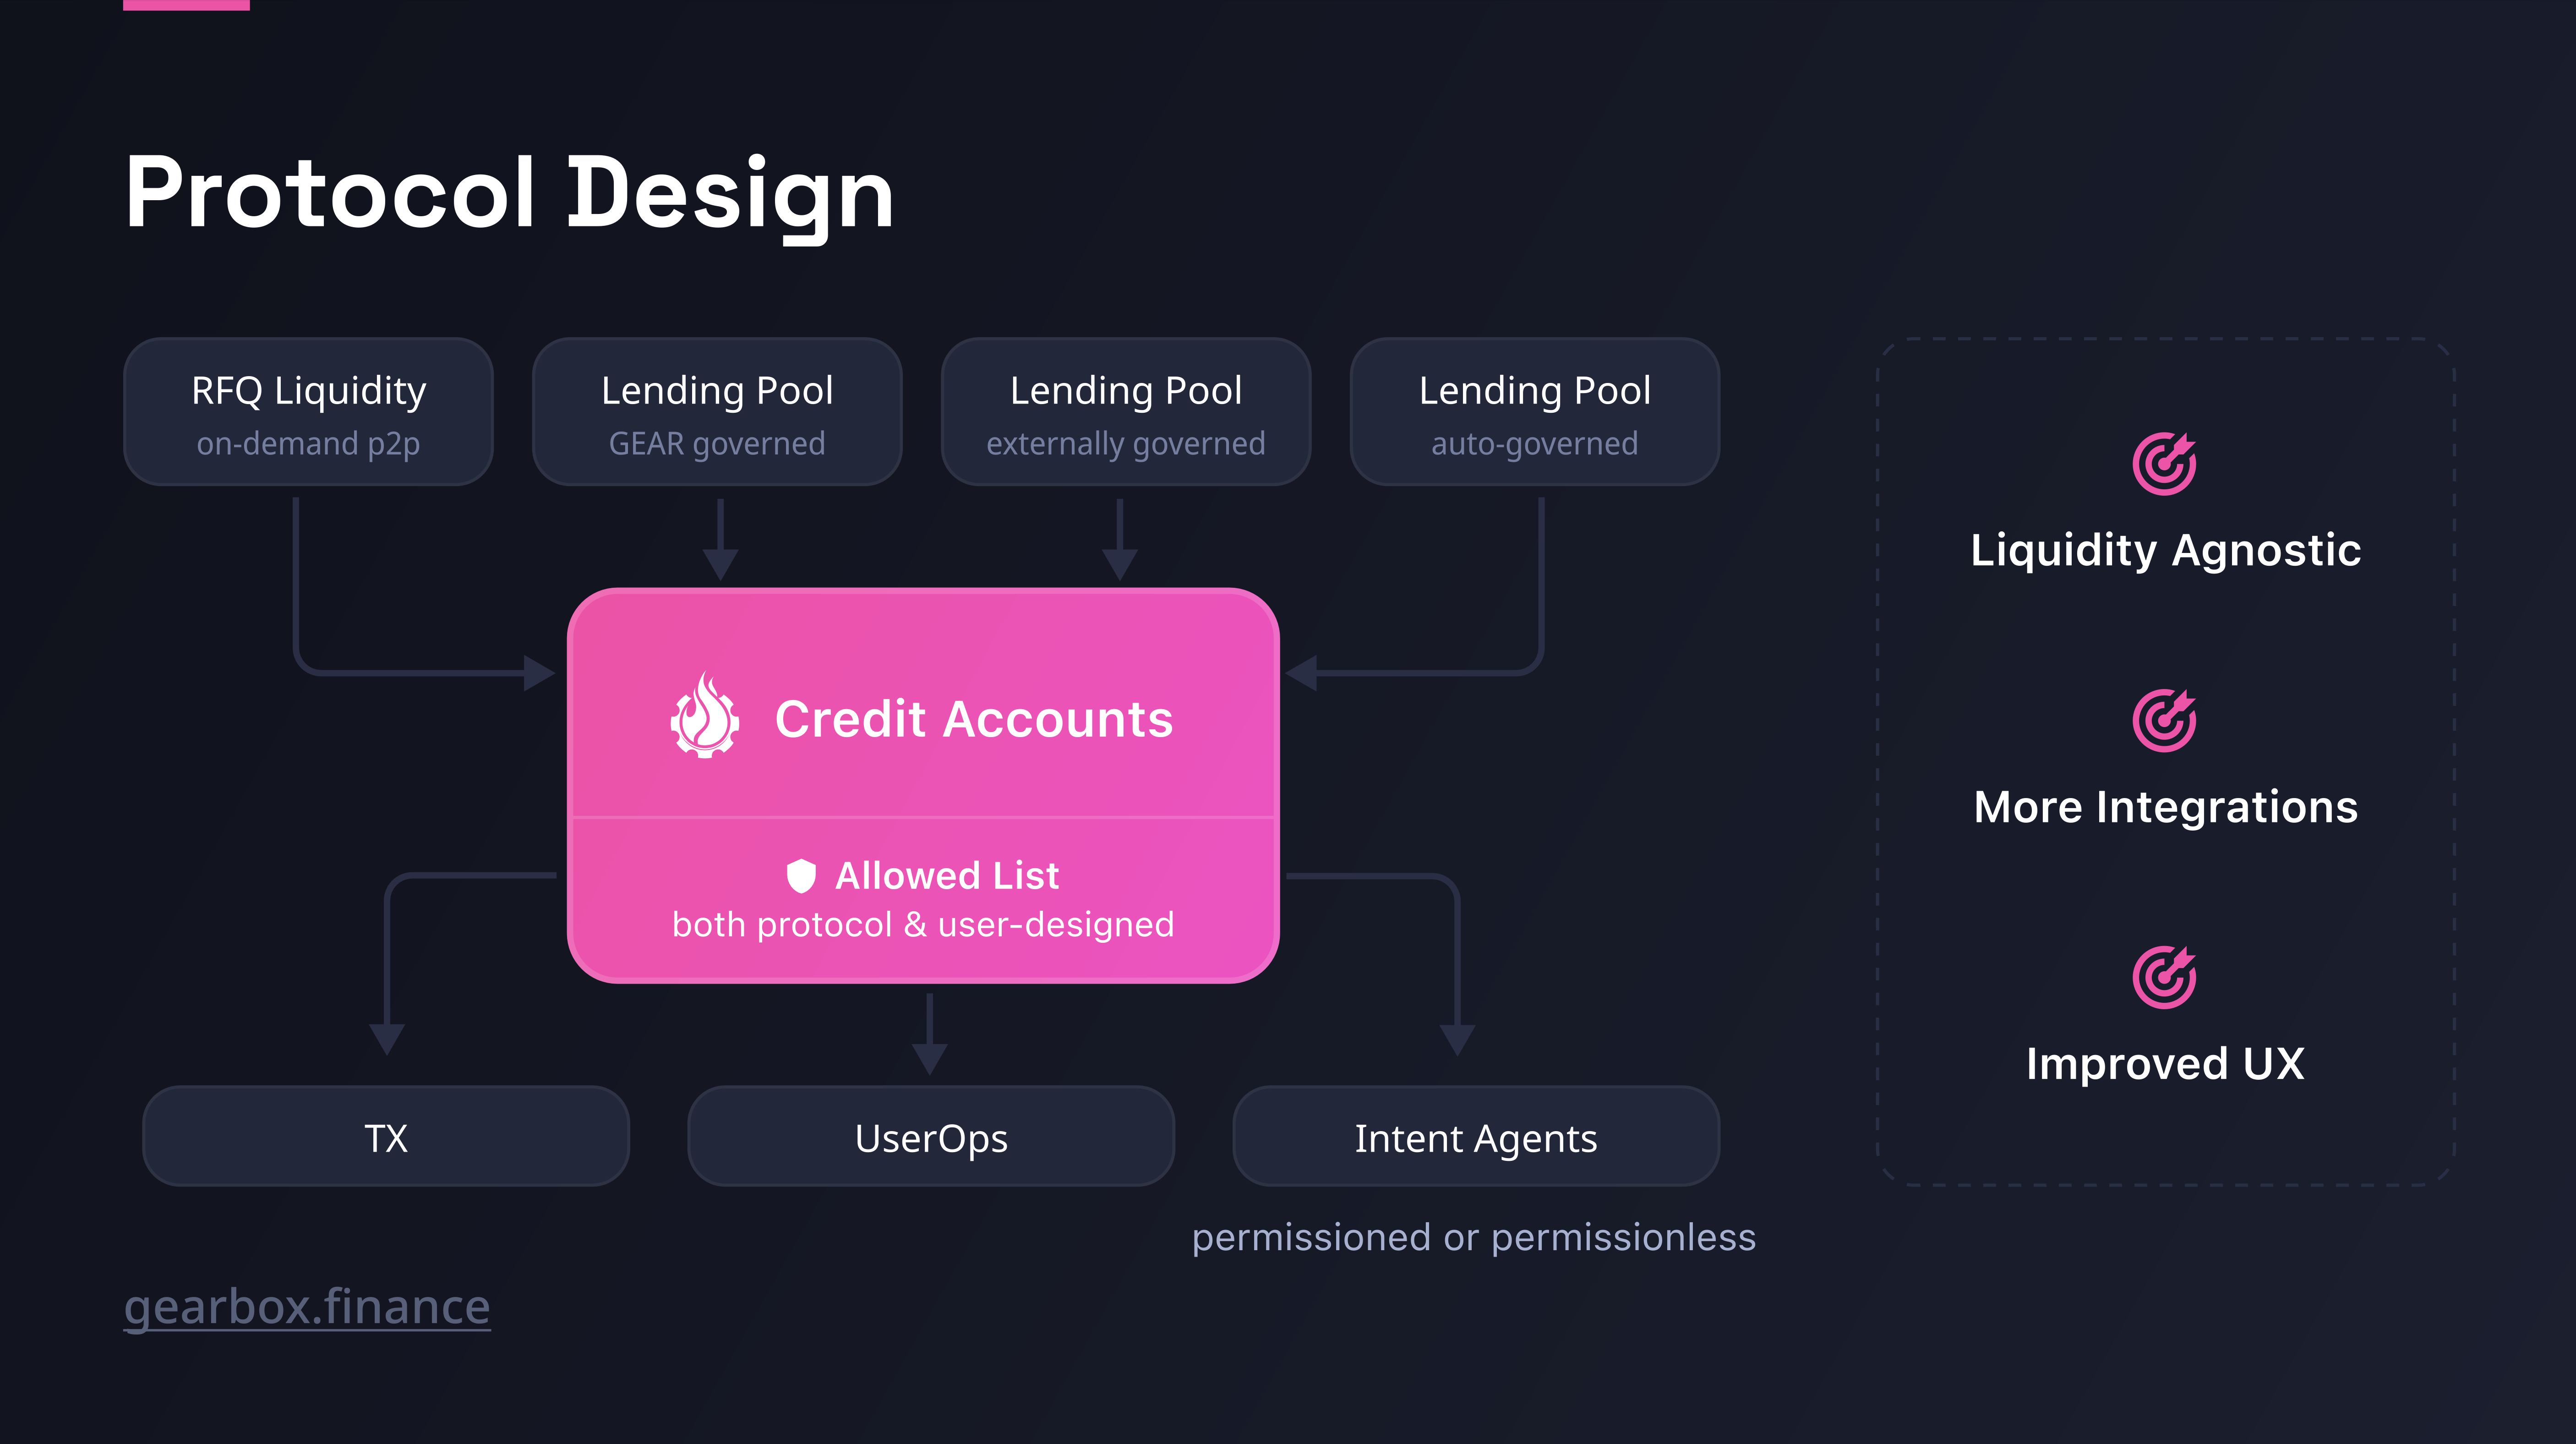 Protocol Design
RFQ Liquidity
on-demand p2p
Lending Pool
GEAR governed
Lending Pool
externally governed
Lending Pool
auto-governed
Credit Accounts
Allowed List
both protocol & user-designed
TX
UserOps
Intent Agents
permissioned or permissionless
Liquidity Agnostic
More Integrations
Improved UX
gearbox.finance